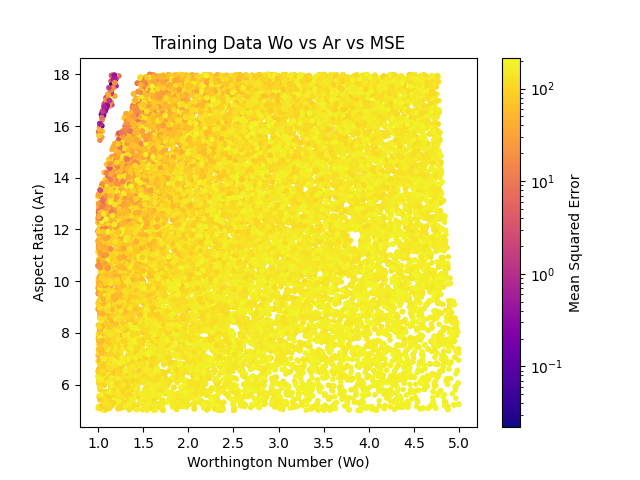 Training Data Wo vs Ar vs MSE
18
16
14
12
10
8
6
Aspect Ratio (Ar)
1.0 1.5 2.0 2.5 3.0 3.5 4.0 4.5 5.0
Worthington Number (Wo)
10²
10¹
10⁰
10⁻¹
Mean Squared Error